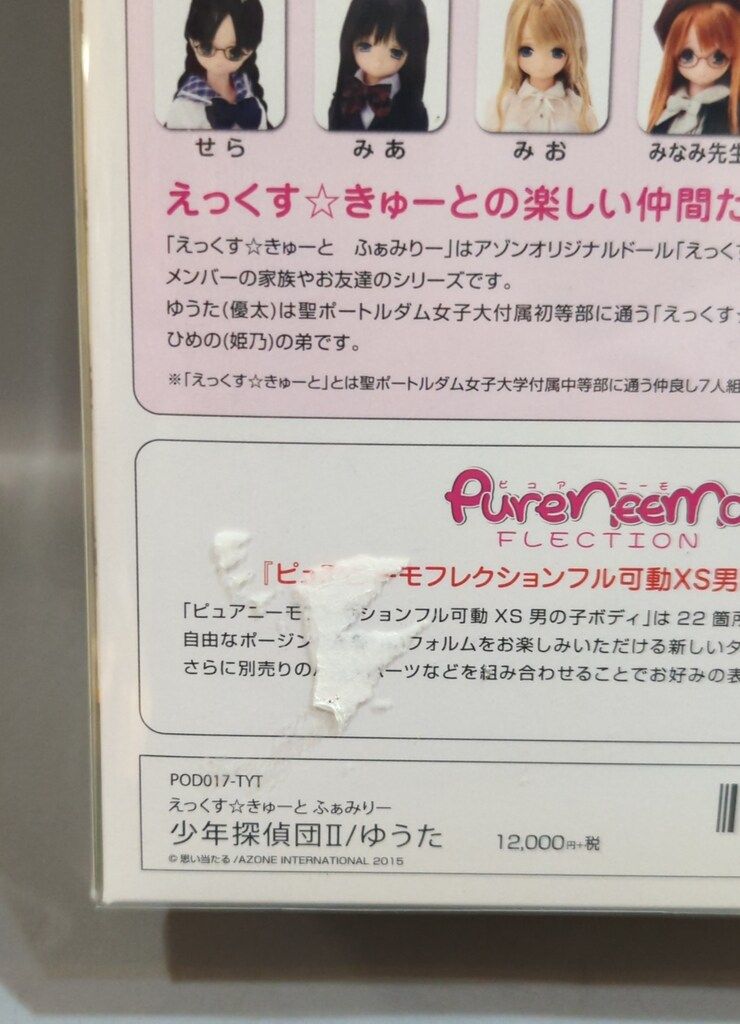 せら
みあ
みお
みなみ先生
えっくす☆きゅーとの楽しい仲間た
「えっくす☆きゅーと　ふぁみりー」はアゾンオリジナルドール「えっくす
メンバーの家族やお友達のシリーズです。
ゆうた(優太)は聖ポートルダム女子大付属初等部に通う「えっくす☆
ひめの(姫乃)の弟です。
※「えっくす☆きゅーと」とは聖ポートルダム女子大学付属中等部に通う仲良し7人組
ピュアニーモ
PureNeemo
FLECTION
『ピュアニーモフレクションフル可動XS男
「ピュアニーモフ ションフル可動 XS 男の子ボディ」は 22 箇所
自由なポージン フォルムをお楽しみいただける新しいタ
さらに別売りの パーツなどを組み合わせることでお好みの表
POD017-TYT
えっくす☆きゅーと ふぁみりー
少年探偵団II/ゆうた
12,000円+税
© 思い当たる /AZONE INTERNATIONAL 2015